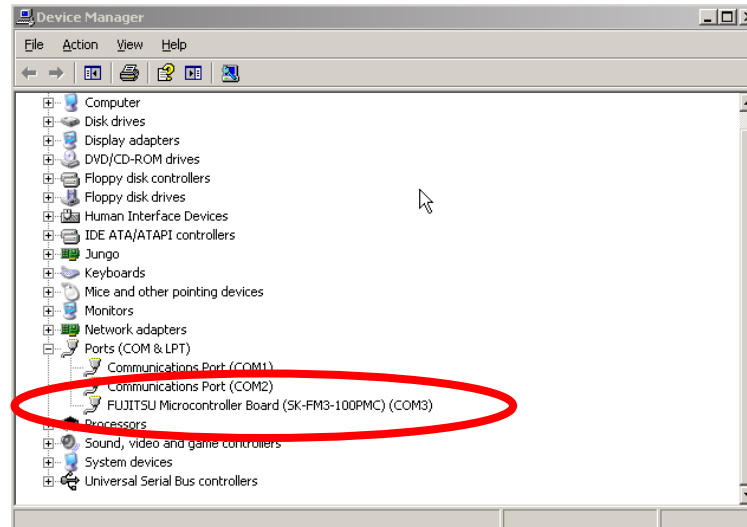 Device Manager
File Action View Help
Computer
Disk drives
Display adapters
DVD/CD-ROM drives
Floppy disk controllers
Floppy disk drives
Human Interface Devices
IDE ATA/ATAPI controllers
Jungo
Keyboards
Mice and other pointing devices
Monitors
Network adapters
Ports (COM & LPT)
Communications Port (COM1)
Communications Port (COM2)
FUJITSU Microcontroller Board (SK-FM3-100PMC) (COM3)
Processors
Sound, video and game controllers
System devices
Universal Serial Bus controllers